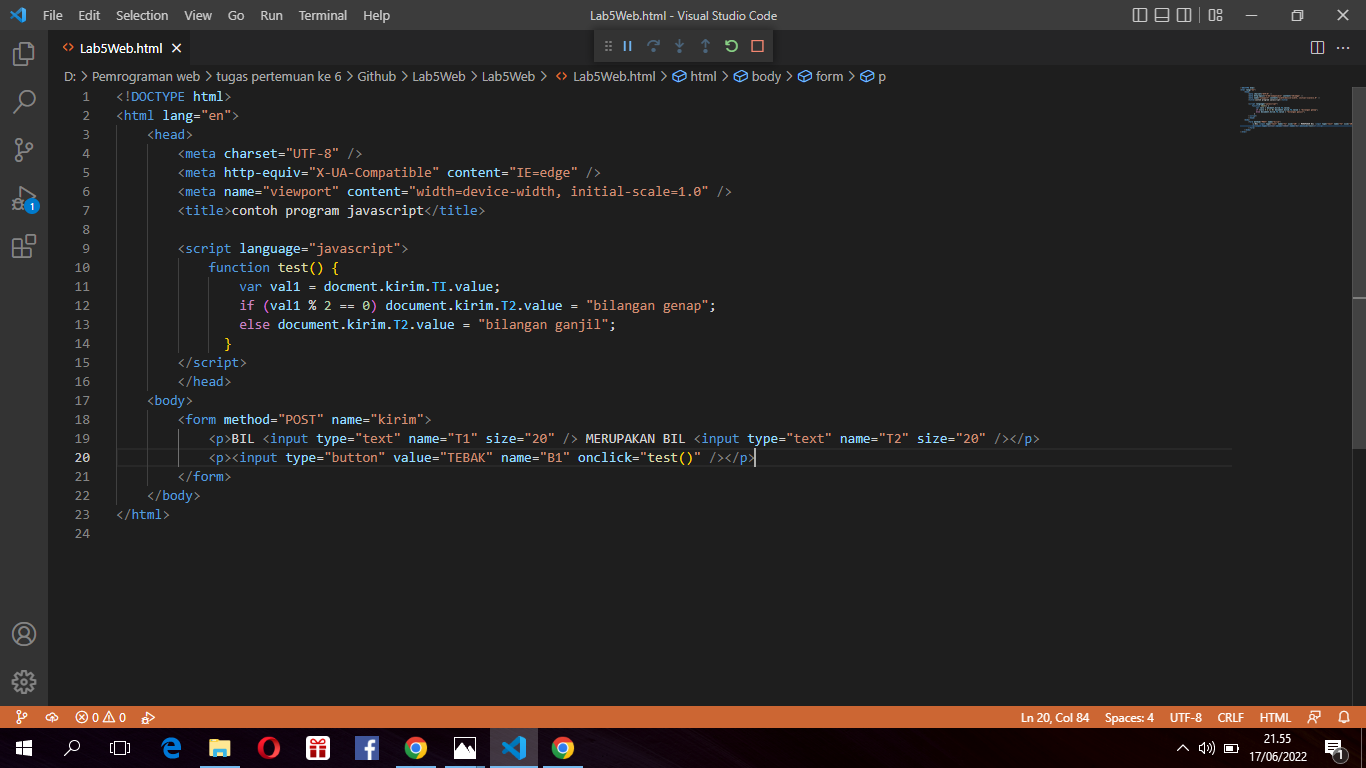 File Edit Selection View Go Run Terminal Help Lab5Web.html - Visual Studio Code
Lab5Web.html
D: > Pemrograman web > tugas pertemuan ke 6 > Github > Lab5Web > Lab5Web > Lab5Web.html > html > body > form > p
1 <!DOCTYPE html>
2 <html lang="en">
3 <head>
4 <meta charset="UTF-8" />
5 <meta http-equiv="X-UA-Compatible" content="IE=edge" />
6 <meta name="viewport" content="width=device-width, initial-scale=1.0" />
7 <title>contoh program javascript</title>
8
9 <script language="javascript">
10 function test() {
11 var val1 = docment.kirim.TI.value;
12 if (val1 % 2 == 0) document.kirim.T2.value = "bilangan genap";
13 else document.kirim.T2.value = "bilangan ganjil";
14 }
15 </script>
16 </head>
17 <body>
18 <form method="POST" name="kirim">
19 <p>BIL <input type="text" name="T1" size="20" /> MERUPAKAN BIL <input type="text" name="T2" size="20" /></p>
20 <p><input type="button" value="TEBAK" name="B1" onclick="test()" /></p>
21 </form>
22 </body>
23 </html>
24
1
0 0 Ln 20, Col 84 Spaces: 4 UTF-8 CRLF HTML
21.55
17/06/2022
1